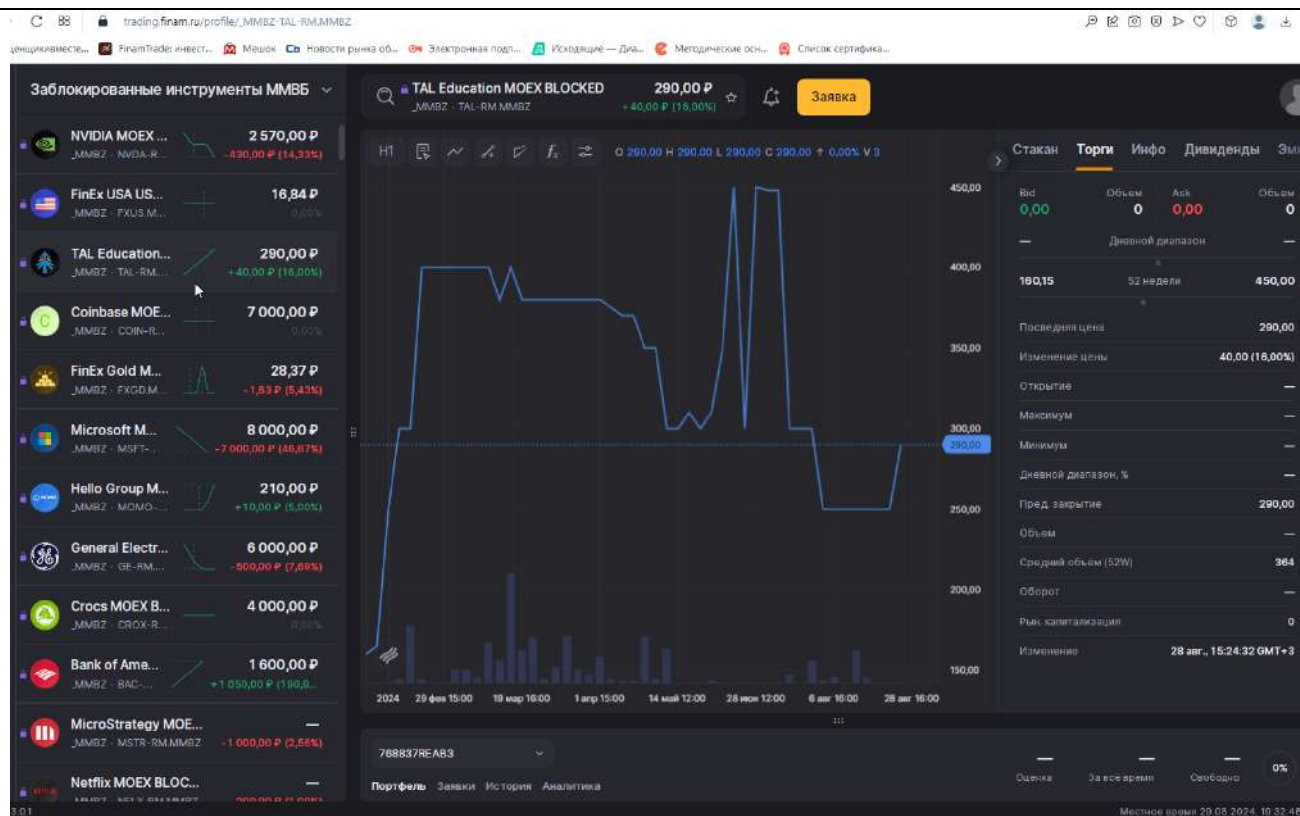 trading.finam.ru/profile/_MMBZ-TAL-RM.MMBZ
ценщикивместе... FinamTrade: инвест... Мешок Новости рынка об... Электронная подп... Исходящие — Диа... Методические осн... Список сертифика...
Заблокированные инструменты ММВБ
NVIDIA MOEX ... 2 570,00 ₽
_MMBZ · NVDA-R... -430,00 ₽ (14,33%)
FinEx USA US... 16,84 ₽
_MMBZ · FXUS.M... 0,00%
TAL Education... 290,00 ₽
_MMBZ · TAL-RM.... +40,00 ₽ (16,00%)
Coinbase MOE... 7 000,00 ₽
_MMBZ · COIN-R... 0,00%
FinEx Gold M... 28,37 ₽
_MMBZ · FXGD.M... -1,63 ₽ (5,43%)
Microsoft M... 8 000,00 ₽
_MMBZ · MSFT-... -7 000,00 ₽ (46,67%)
Hello Group M... 210,00 ₽
_MMBZ · MOMO-... +10,00 ₽ (5,00%)
General Electr... 6 000,00 ₽
_MMBZ · GE-RM.... -500,00 ₽ (7,69%)
Crocs MOEX B... 4 000,00 ₽
_MMBZ · CROX-R... 0,00%
Bank of Ame... 1 600,00 ₽
_MMBZ · BAC-... +1 050,00 ₽ (190,9...
MicroStrategy MOE... —
_MMBZ · MSTR-RM.MMBZ -1 000,00 ₽ (2,56%)
Netflix MOEX BLOC... —
TAL Education MOEX BLOCKED 290,00 ₽
_MMBZ · TAL-RM.MMBZ +40,00 ₽ (16,00%)
Заявка
H1 O 290,00 H 290,00 L 290,00 C 290,00 ↑ 0,00% V 3
450,00
400,00
350,00
300,00
290,00
250,00
200,00
150,00
2024 29 фев 15:00 19 мар 16:00 1 апр 15:00 14 май 12:00 28 июн 12:00 6 авг 16:00 28 авг 16:00
768837REAB3
Портфель Заявки История Аналитика
Стакан Торги Инфо Дивиденды
Bid Объем Ask Объем
0,00 0 0,00 0
— Дневной диапазон —
160,15 52 недели 450,00
Последняя цена 290,00
Изменение цены 40,00 (16,00%)
Открытие —
Максимум —
Минимум —
Дневной диапазон, % —
Пред. закрытие 290,00
Объем —
Средний объём (52W) 364
Оборот —
Рын. капитализация 0
Изменение 28 авг., 15:24:32 GMT+3
— — —
Оценка За всё время Свободно 0%
Местное время 29.08.2024, 10:32:48